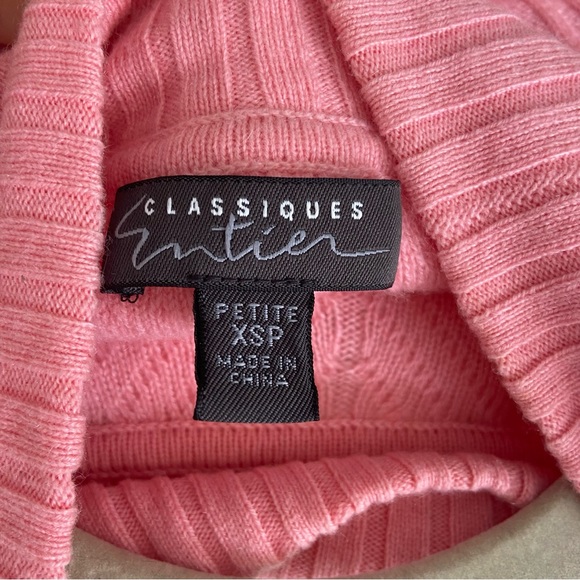 CLASSIQUES
Entier
PETITE
XSP
MADE IN
CHINA